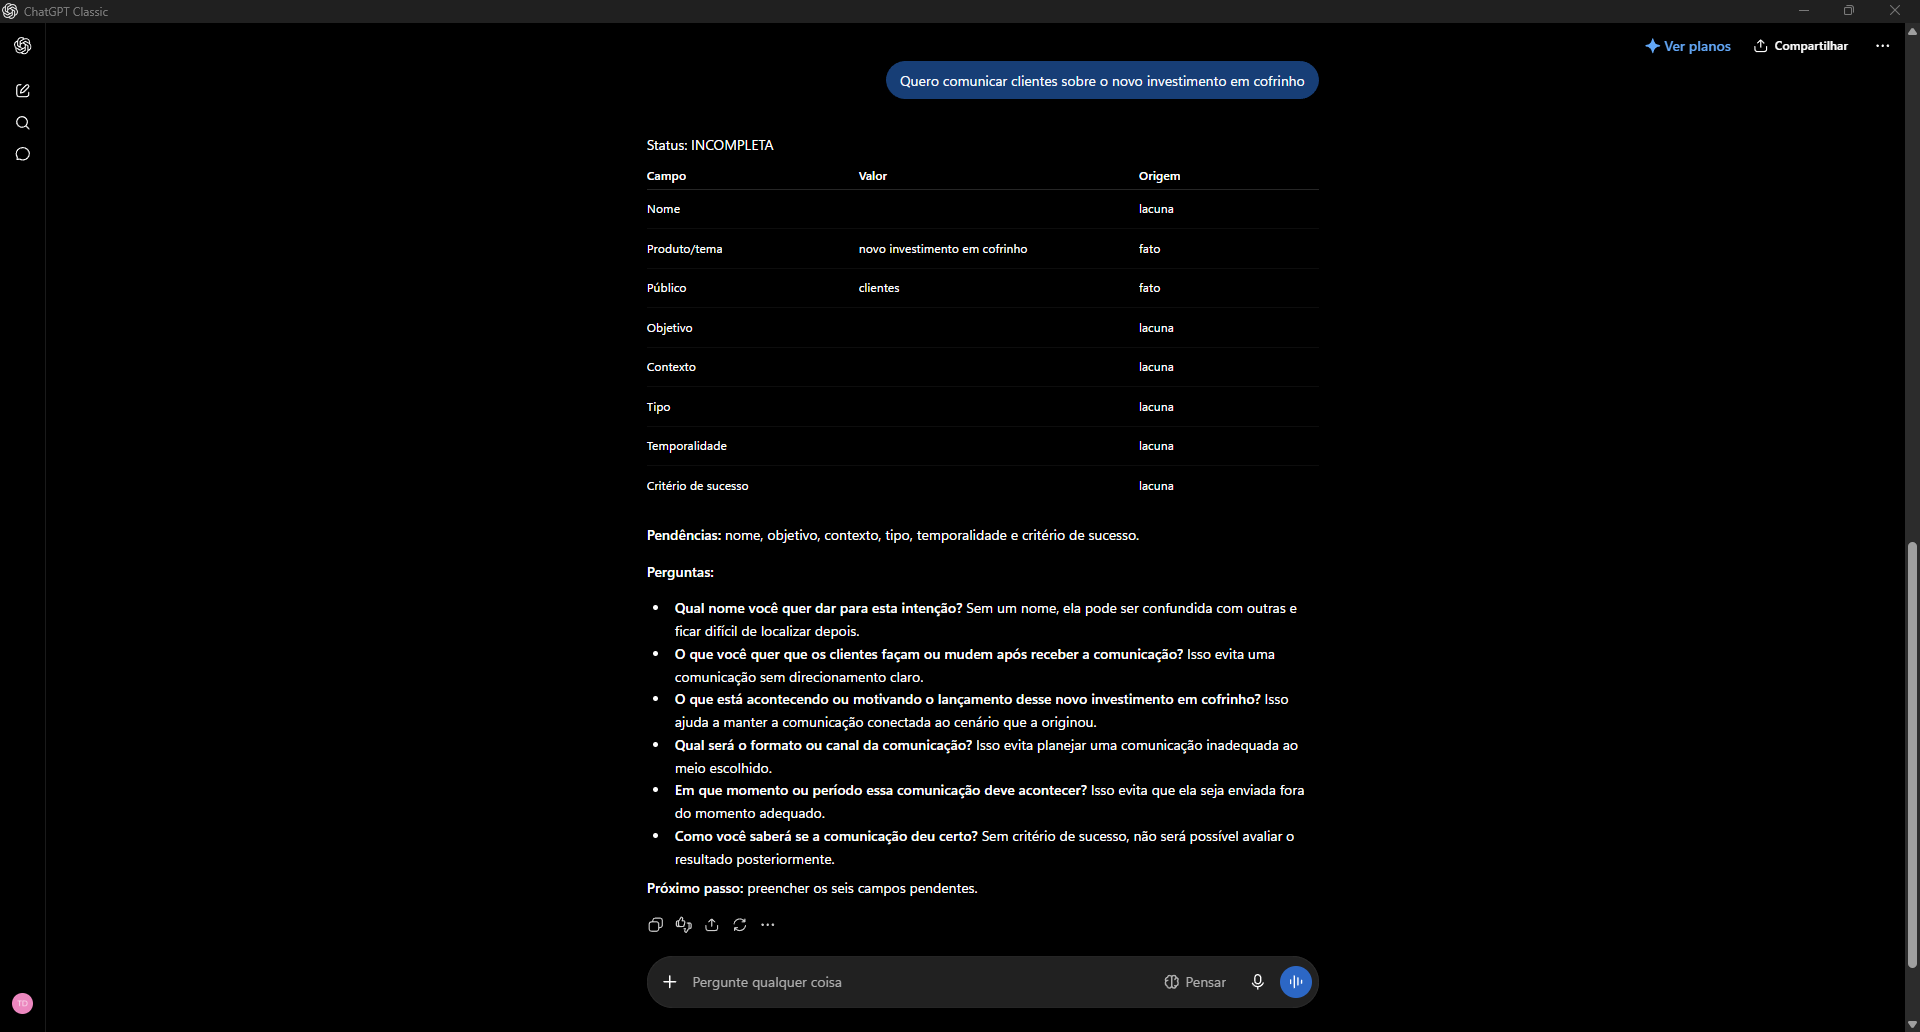 ChatGPT Classic
Ver planos
Compartilhar
Quero comunicar clientes sobre o novo investimento em cofrinho
Status: INCOMPLETA
Campo Valor Origem
Nome lacuna
Produto/tema novo investimento em cofrinho fato
Público clientes fato
Objetivo lacuna
Contexto lacuna
Tipo lacuna
Temporalidade lacuna
Critério de sucesso lacuna
Pendências: nome, objetivo, contexto, tipo, temporalidade e critério de sucesso.
Perguntas:
• Qual nome você quer dar para esta intenção? Sem um nome, ela pode ser confundida com outras e
ficar difícil de localizar depois.
• O que você quer que os clientes façam ou mudem após receber a comunicação? Isso evita uma
comunicação sem direcionamento claro.
• O que está acontecendo ou motivando o lançamento desse novo investimento em cofrinho? Isso
ajuda a manter a comunicação conectada ao cenário que a originou.
• Qual será o formato ou canal da comunicação? Isso evita planejar uma comunicação inadequada ao
meio escolhido.
• Em que momento ou período essa comunicação deve acontecer? Isso evita que ela seja enviada fora
do momento adequado.
• Como você saberá se a comunicação deu certo? Sem critério de sucesso, não será possível avaliar o
resultado posteriormente.
Próximo passo: preencher os seis campos pendentes.
Pergunte qualquer coisa
Pensar
TD